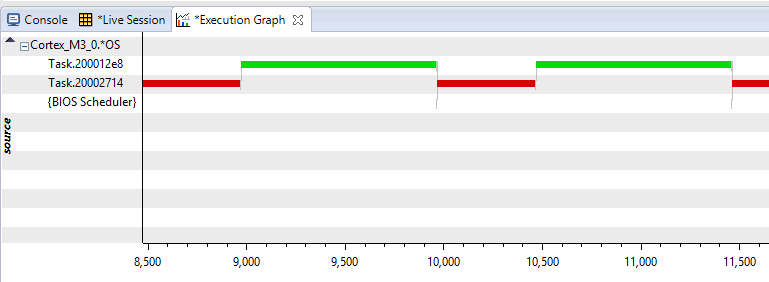 Console *Live Session *Execution Graph
Cortex_M3_0.*OS
Task.200012e8
Task.20002714
{BIOS Scheduler}
source
8,500 9,000 9,500 10,000 10,500 11,000 11,500